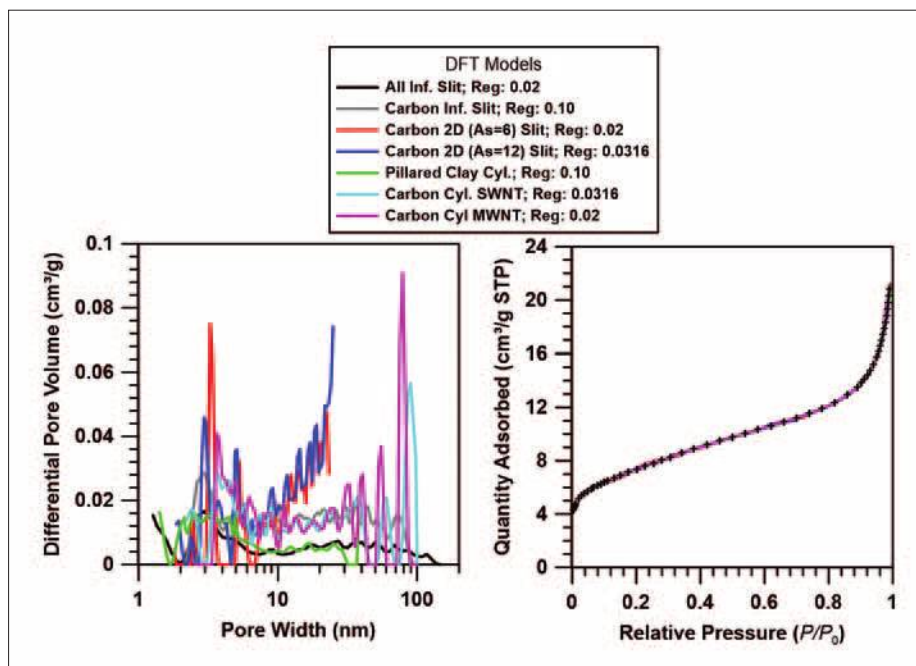 DFT Models
All Inf. Slit; Reg: 0.02
Carbon Inf. Slit; Reg: 0.10
Carbon 2D (As=6) Slit; Reg: 0.02
Carbon 2D (As=12) Slit; Reg: 0.0316
Pillared Clay Cyl.; Reg: 0.10
Carbon Cyl. SWNT; Reg: 0.0316
Carbon Cyl MWNT; Reg: 0.02
Differential Pore Volume (cm³/g)
0.1
0.08
0.06
0.04
0.02
0
1
10
100
Pore Width (nm)
Quantity Adsorbed (cm³/g STP)
24
20
16
12
8
4
0
0
0.2
0.4
0.6
0.8
1
Relative Pressure (P/P₀)